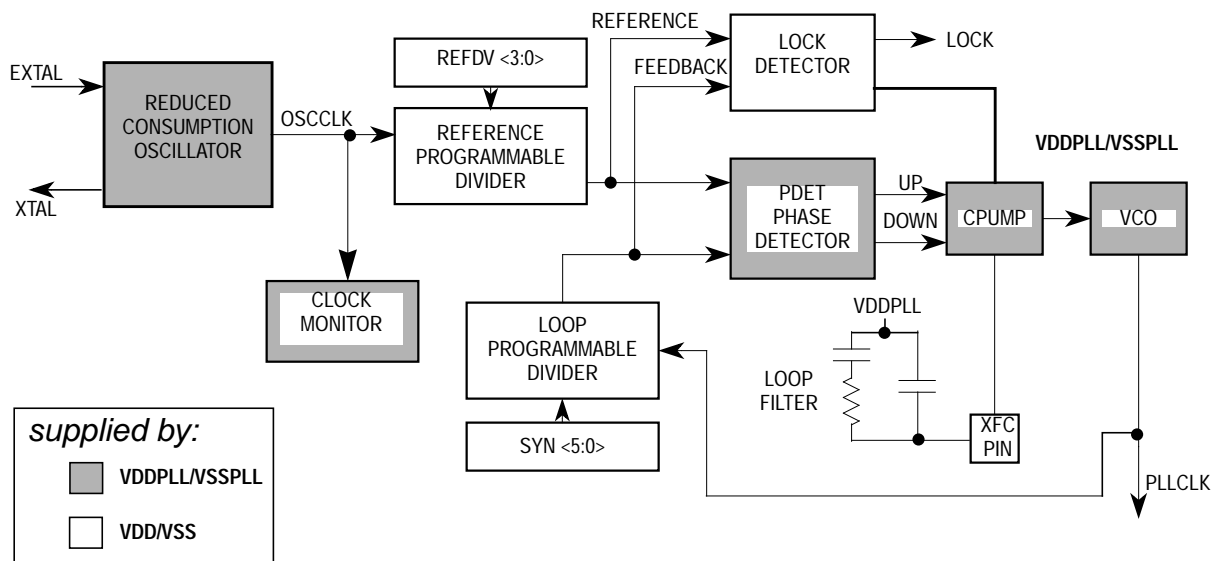 REFERENCE
LOCK
DETECTOR
LOCK
REFDV <3:0>
FEEDBACK
EXTAL
REDUCED
CONSUMPTION
OSCILLATOR
OSCCLK
REFERENCE
PROGRAMMABLE
DIVIDER
VDDPLL/VSSPLL
XTAL
PDET
PHASE
DETECTOR
UP
DOWN
CPUMP
VCO
CLOCK
MONITOR
LOOP
PROGRAMMABLE
DIVIDER
VDDPLL
LOOP
FILTER
XFC
PIN
SYN <5:0>
PLLCLK
supplied by:
VDDPLL/VSSPLL
VDD/VSS